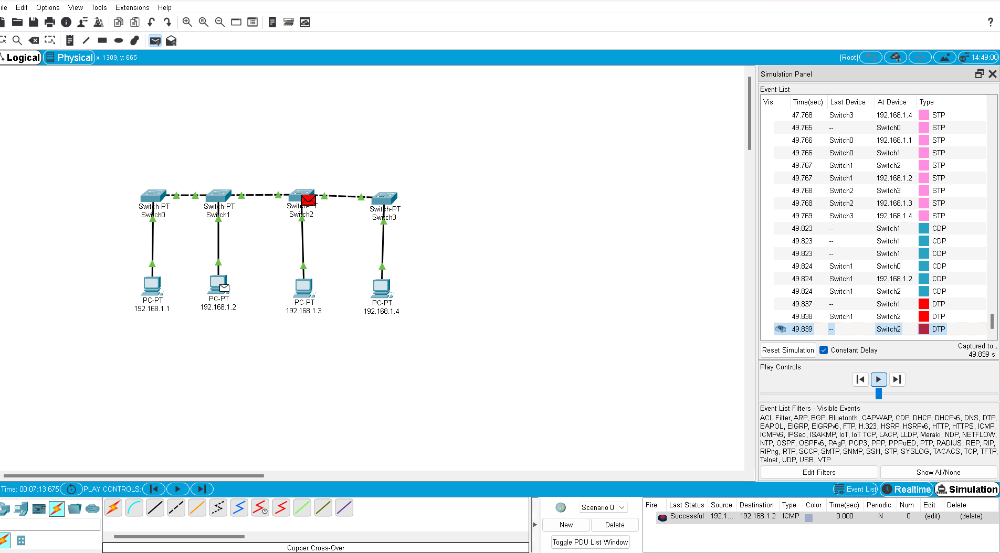 ile Edit Options View Tools Extensions Help
?
Logical Physical x: 1309, y: 665 [Root] 14:49:00
Simulation Panel
Event List
Vis. Time(sec) Last Device At Device Type
47.768 Switch3 192.168.1.4 STP
49.765 -- Switch0 STP
49.766 Switch0 192.168.1.1 STP
49.766 Switch0 Switch1 STP
49.767 Switch1 Switch2 STP
49.767 Switch1 192.168.1.2 STP
49.768 Switch2 Switch3 STP
49.768 Switch2 192.168.1.3 STP
49.769 Switch3 192.168.1.4 STP
49.823 -- Switch1 CDP
49.823 -- Switch1 CDP
49.823 -- Switch1 CDP
49.824 Switch1 Switch0 CDP
49.824 Switch1 192.168.1.2 CDP
49.824 Switch1 Switch2 CDP
49.837 -- Switch1 DTP
49.838 Switch1 Switch2 DTP
49.839 -- Switch2 DTP
Reset Simulation Constant Delay Captured to:
49.839 s
Play Controls
Event List Filters - Visible Events
ACL Filter, ARP, BGP, Bluetooth, CAPWAP, CDP, DHCP, DHCPv6, DNS, DTP,
EAPOL, EIGRP, EIGRPv6, FTP, H.323, HSRP, HSRPv6, HTTP, HTTPS, ICMP,
ICMPv6, IPSec, ISAKMP, IoT, IoT TCP, LACP, LLDP, Meraki, NDP, NETFLOW,
NTP, OSPF, OSPFv6, PAgP, POP3, PPP, PPPoED, PTP, RADIUS, REP, RIP,
RIPng, RTP, SCCP, SMTP, SNMP, SSH, STP, SYSLOG, TACACS, TCP, TFTP,
Telnet, UDP, USB, VTP
Edit Filters Show All/None
Switch-PT
Switch0
Switch-PT
Switch1
Switch-PT
Switch2
Switch-PT
Switch3
PC-PT
192.168.1.1
PC-PT
192.168.1.2
PC-PT
192.168.1.3
PC-PT
192.168.1.4
Time: 00:07:13.675 PLAY CONTROLS: Event List Realtime Simulation
Scenario 0
New Delete
Toggle PDU List Window
Fire Last Status Source Destination Type Color Time(sec) Periodic Num Edit Delete
Successful 192.1... 192.168.1.2 ICMP 0.000 N 0 (edit) (delete)
Copper Cross-Over